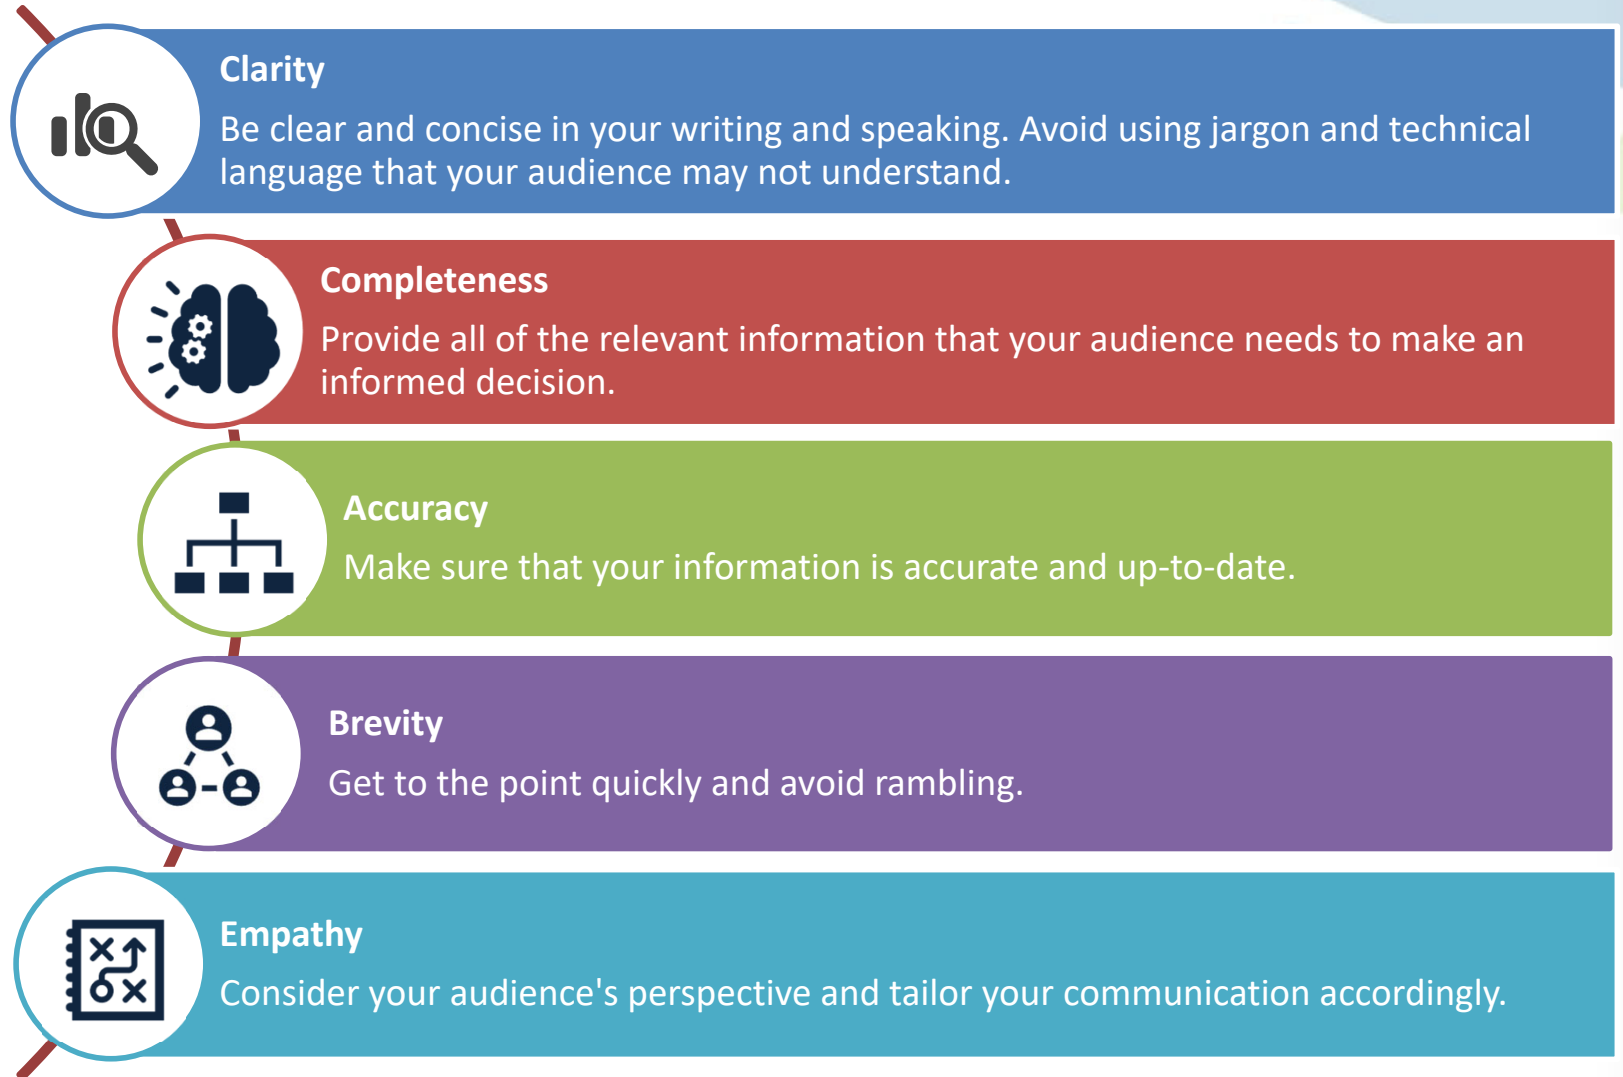 Clarity
Be clear and concise in your writing and speaking. Avoid using jargon and technical
language that your audience may not understand.
Completeness
Provide all of the relevant information that your audience needs to make an
informed decision.
Accuracy
Make sure that your information is accurate and up-to-date.
Brevity
Get to the point quickly and avoid rambling.
Empathy
Consider your audience's perspective and tailor your communication accordingly.